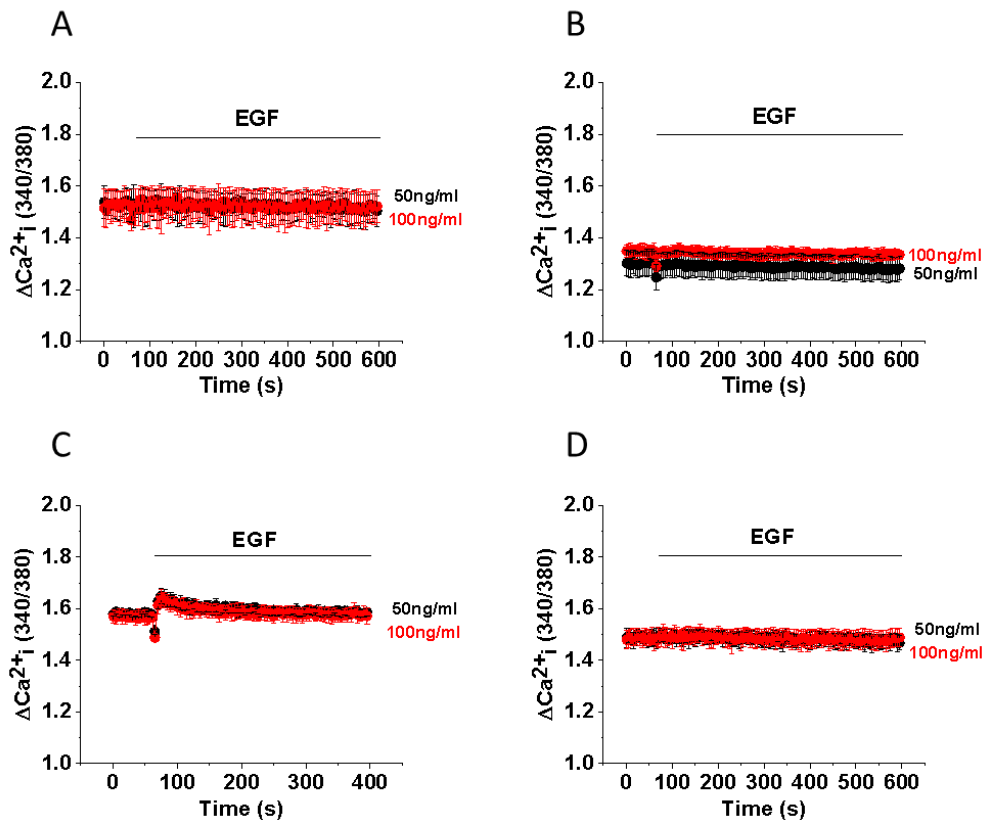 A
2.0
1.8
1.6
1.4
1.2
1.0
ΔCa²⁺i (340/380)
EGF
50ng/ml
100ng/ml
0 100 200 300 400 500 600
Time (s)
B
2.0
1.8
1.6
1.4
1.2
1.0
ΔCa²⁺i (340/380)
EGF
100ng/ml
50ng/ml
0 100 200 300 400 500 600
Time (s)
C
2.0
1.8
1.6
1.4
1.2
1.0
ΔCa²⁺i (340/380)
EGF
50ng/ml
100ng/ml
0 100 200 300 400
Time (s)
D
2.0
1.8
1.6
1.4
1.2
1.0
ΔCa²⁺i (340/380)
EGF
50ng/ml
100ng/ml
0 100 200 300 400 500 600
Time (s)